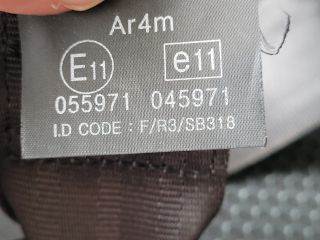 Ar4m
E11 e11
055971 045971
I.D CODE : F/R3/SB318